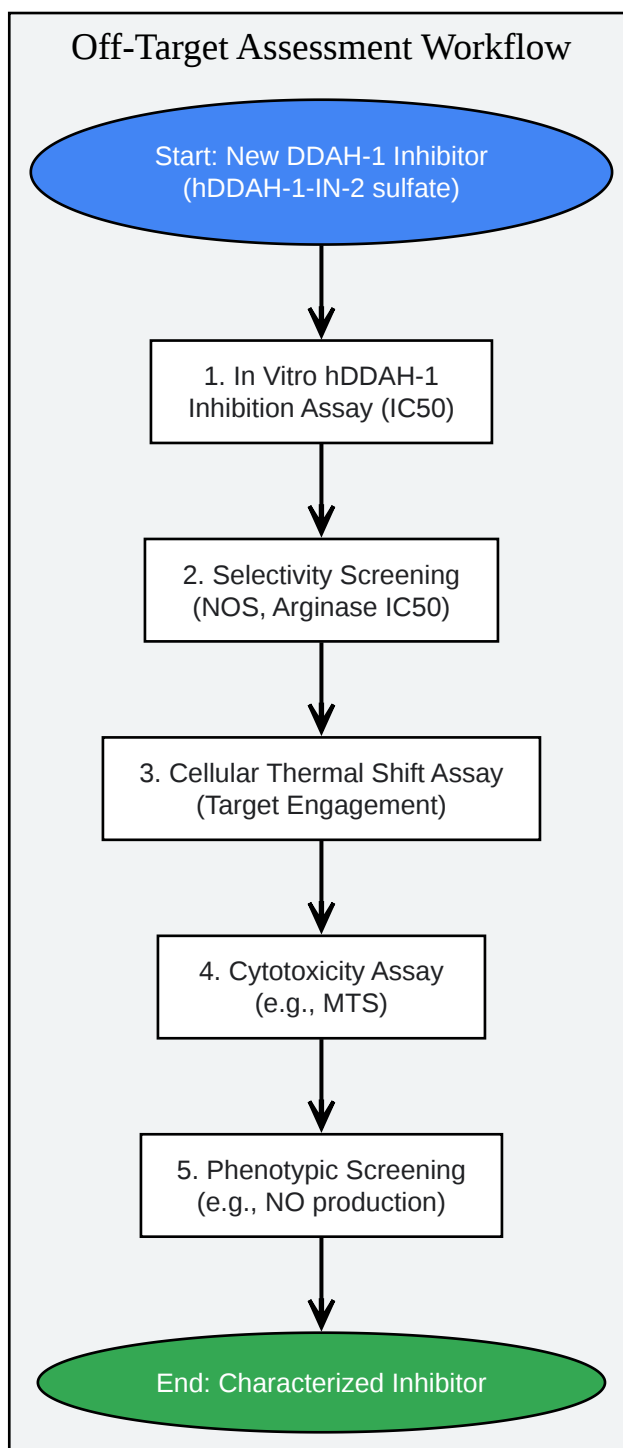 Off-Target Assessment Workflow
Start: New DDAH-1 Inhibitor
(hDDAH-1-IN-2 sulfate)
1. In Vitro hDDAH-1
Inhibition Assay (IC50)
2. Selectivity Screening
(NOS, Arginase IC50)
3. Cellular Thermal Shift Assay
(Target Engagement)
4. Cytotoxicity Assay
(e.g., MTS)
5. Phenotypic Screening
(e.g., NO production)
End: Characterized Inhibitor